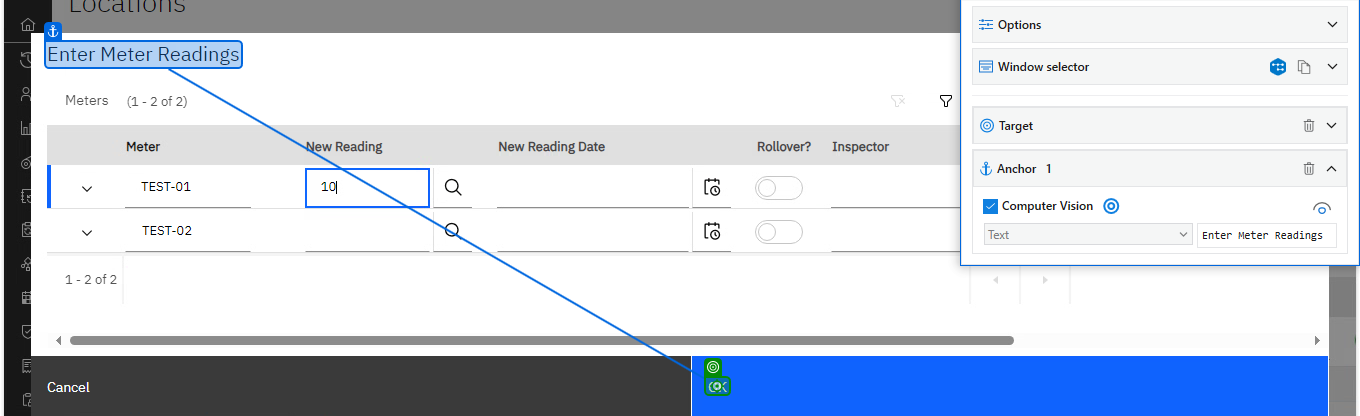 Locations
Enter Meter Readings
Meters (1 - 2 of 2)
Meter New Reading New Reading Date Rollover? Inspector
TEST-01 10
TEST-02
1 - 2 of 2
Cancel
OK
Options
Window selector
Target
Anchor 1
Computer Vision
Text Enter Meter Readings